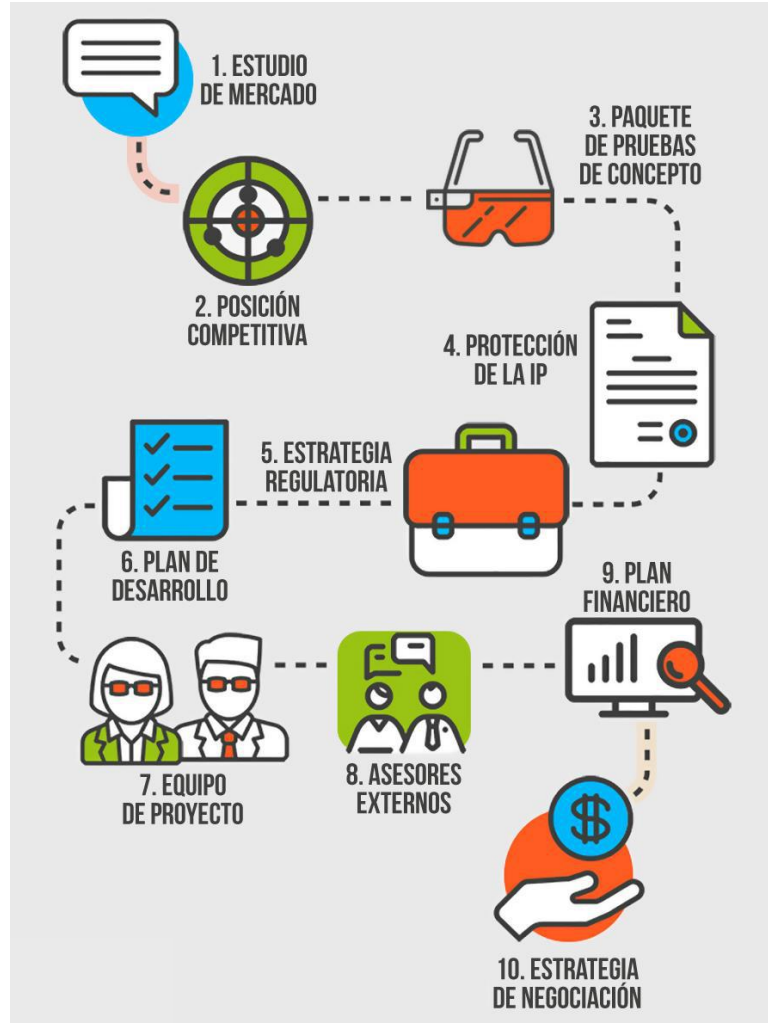 1. ESTUDIO
DE MERCADO
2. POSICIÓN
COMPETITIVA
3. PAQUETE
DE PRUEBAS
DE CONCEPTO
4. PROTECCIÓN
DE LA IP
5. ESTRATEGIA
REGULATORIA
6. PLAN DE
DESARROLLO
7. EQUIPO
DE PROYECTO
8. ASESORES
EXTERNOS
9. PLAN
FINANCIERO
$
10. ESTRATEGIA
DE NEGOCIACIÓN